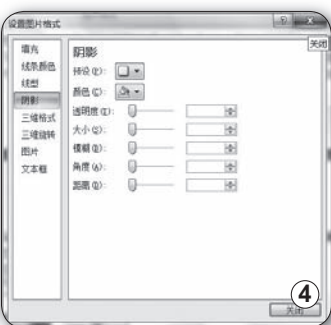 设置图片格式
关闭
填充
线条颜色
线型
阴影
三维格式
三维旋转
图片
文本框
阴影
预设(P):
颜色(C):
透明度(T):
大小(S):
模糊(B):
角度(A):
距离(D):
④
关闭